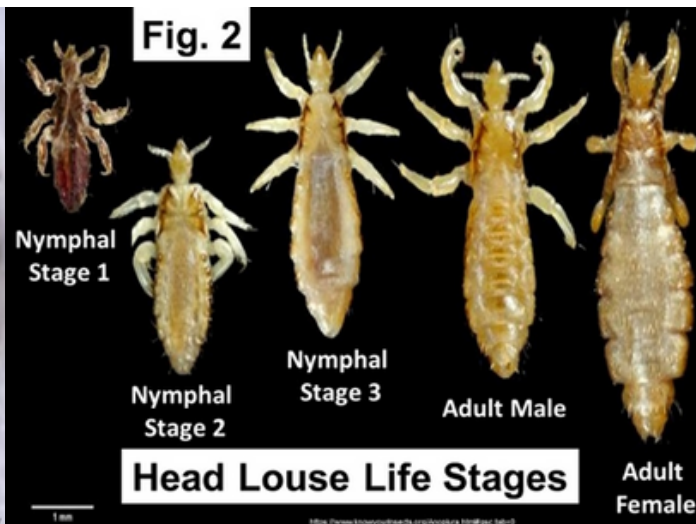 Fig. 2
Nymphal
Stage 1
Nymphal
Stage 2
Nymphal
Stage 3
Adult Male
Adult
Female
Head Louse Life Stages
1 mm